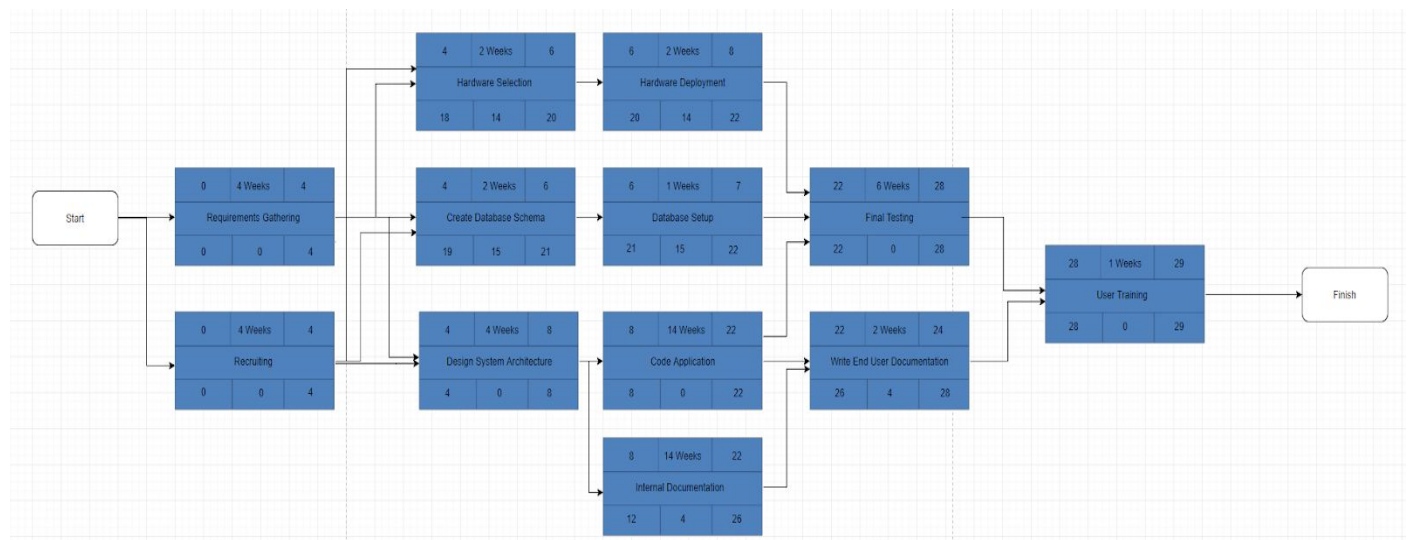 4 2 Weeks 6
Hardware Selection
18 14 20
6 2 Weeks 8
Hardware Deployment
20 14 22
Start
0 4 Weeks 4
Requirements Gathering
0 0 4
4 2 Weeks 6
Create Database Schema
19 15 21
6 1 Weeks 7
Database Setup
21 15 22
22 6 Weeks 28
Final Testing
22 0 28
28 1 Weeks 29
User Training
28 0 29
Finish
0 4 Weeks 4
Recruiting
0 0 4
4 4 Weeks 8
Design System Architecture
4 0 8
8 14 Weeks 22
Code Application
8 0 22
22 2 Weeks 24
Write End User Documentation
26 4 28
8 14 Weeks 22
Internal Documentation
12 4 26